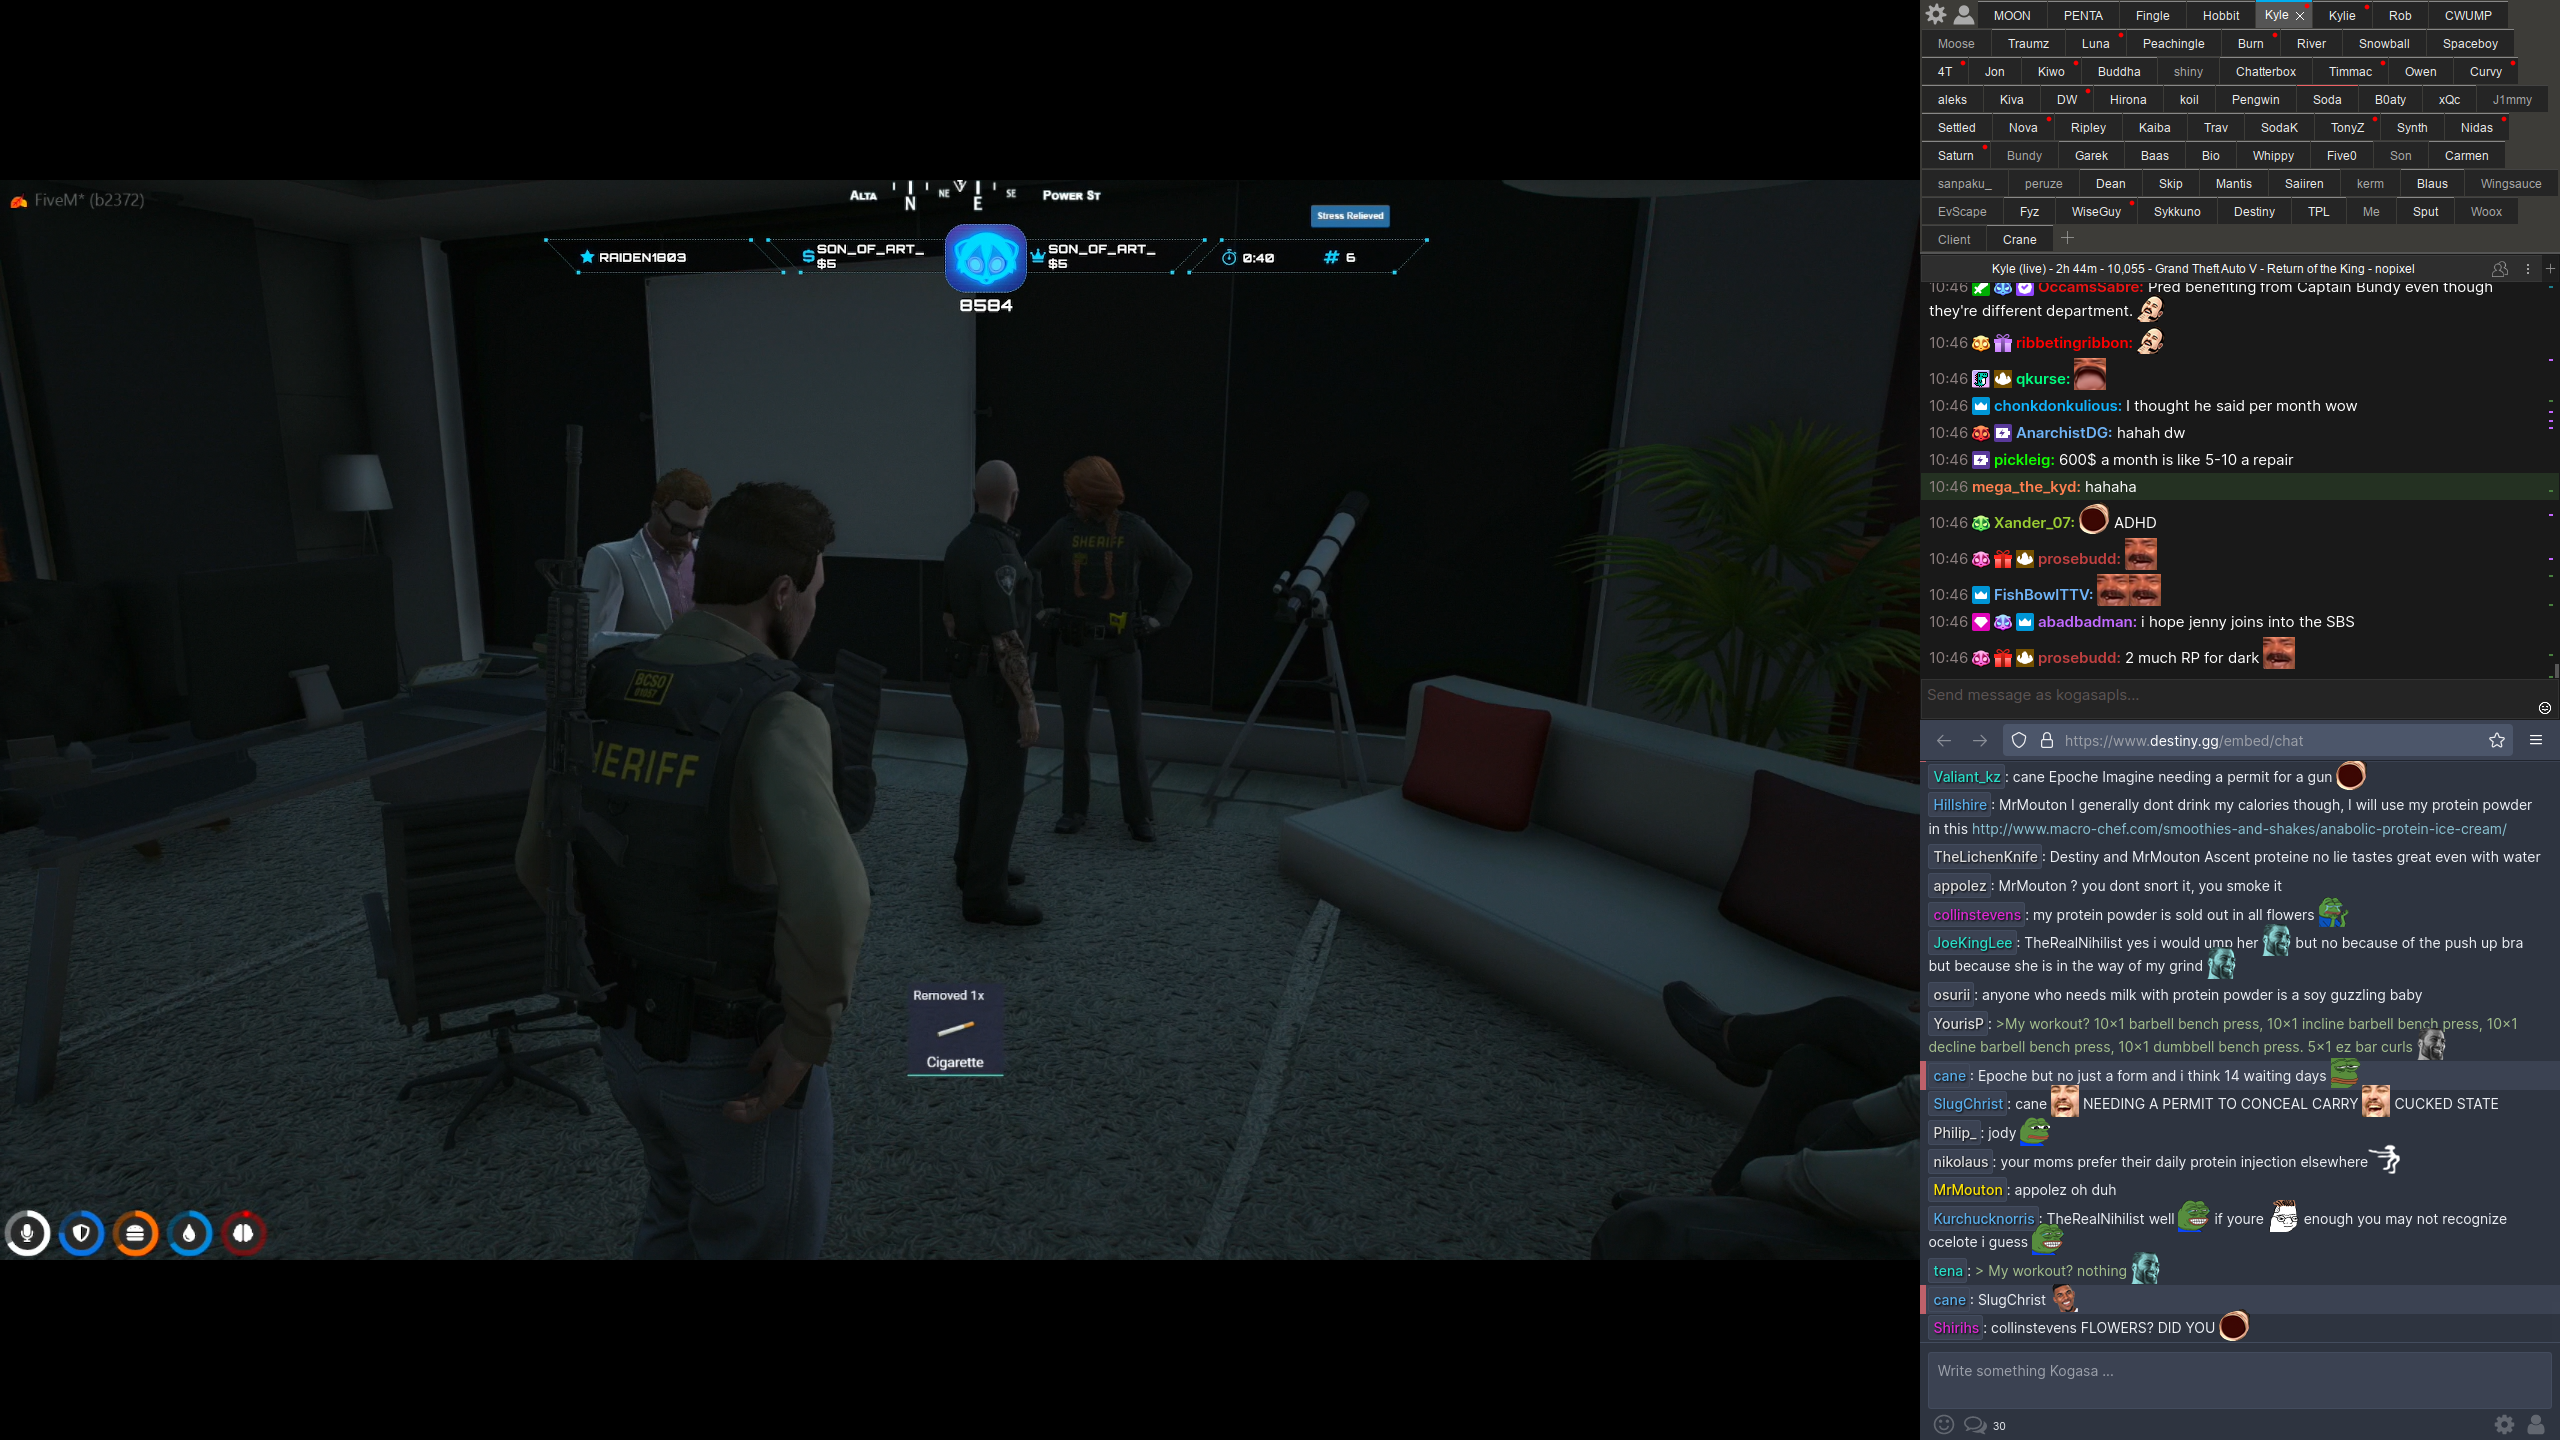 FiveM* (b2372)
ALTA N NE E SE POWER ST
Stress Relieved
RAIDEN1803
SON_OF_ART_
$5
SON_OF_ART_
$5
0:40
# 6
8584
BCSO
SHERIFF
HERIFF
Removed 1x
Cigarette
MOON PENTA Fingle Hobbit Kyle Kylie Rob CWUMP
Moose Traumz Luna Peachingle Burn River Snowball Spaceboy
4T Jon Kiwo Buddha shiny Chatterbox Timmac Owen Curvy
aleks Kiva DW Hirona koil Pengwin Soda B0aty xQc J1mmy
Settled Nova Ripley Kaiba Trav SodaK TonyZ Synth Nidas
Saturn Bundy Garek Baas Bio Whippy Five0 Son Carmen
sanpaku_ peruze Dean Skip Mantis Saiiren kerm Blaus Wingsauce
EvScape Fyz WiseGuy Sykkuno Destiny TPL Me Sput Woox
Client Crane
Kyle (live) - 2h 44m - 10,055 - Grand Theft Auto V - Return of the King - nopixel
10:46 OccamsSabre: Pred benefiting from Captain Bundy even though
they're different department.
10:46 ribbetingribbon:
10:46 qkurse:
10:46 chonkdonkulious: I thought he said per month wow
10:46 AnarchistDG: hahah dw
10:46 pickleig: 600$ a month is like 5-10 a repair
10:46 mega_the_kyd: hahaha
10:46 Xander_07: ADHD
10:46 prosebudd:
10:46 FishBowlTTV:
10:46 abadbadman: i hope jenny joins into the SBS
10:46 prosebudd: 2 much RP for dark
Send message as kogasapls...
https://www.destiny.gg/embed/chat
Valiant_kz: cane Epoche Imagine needing a permit for a gun
Hillshire: MrMouton I generally dont drink my calories though, I will use my protein powder
in this http://www.macro-chef.com/smoothies-and-shakes/anabolic-protein-ice-cream/
TheLichenKnife: Destiny and MrMouton Ascent proteine no lie tastes great even with water
appolez: MrMouton ? you dont snort it, you smoke it
collinstevens: my protein powder is sold out in all flowers
JoeKingLee: TheRealNihilist yes i would ump her but no because of the push up bra
but because she is in the way of my grind
osurii: anyone who needs milk with protein powder is a soy guzzling baby
YourisP: >My workout? 10x1 barbell bench press, 10x1 incline barbell bench press, 10x1
decline barbell bench press, 10x1 dumbbell bench press. 5x1 ez bar curls
cane: Epoche but no just a form and i think 14 waiting days
SlugChrist: cane NEEDING A PERMIT TO CONCEAL CARRY CUCKED STATE
Philip_: jody
nikolaus: your moms prefer their daily protein injection elsewhere
MrMouton: appolez oh duh
Kurchucknorris: TheRealNihilist well if youre enough you may not recognize
ocelote i guess
tena: > My workout? nothing
cane: SlugChrist
Shirihs: collinstevens FLOWERS? DID YOU
Write something Kogasa ...
30